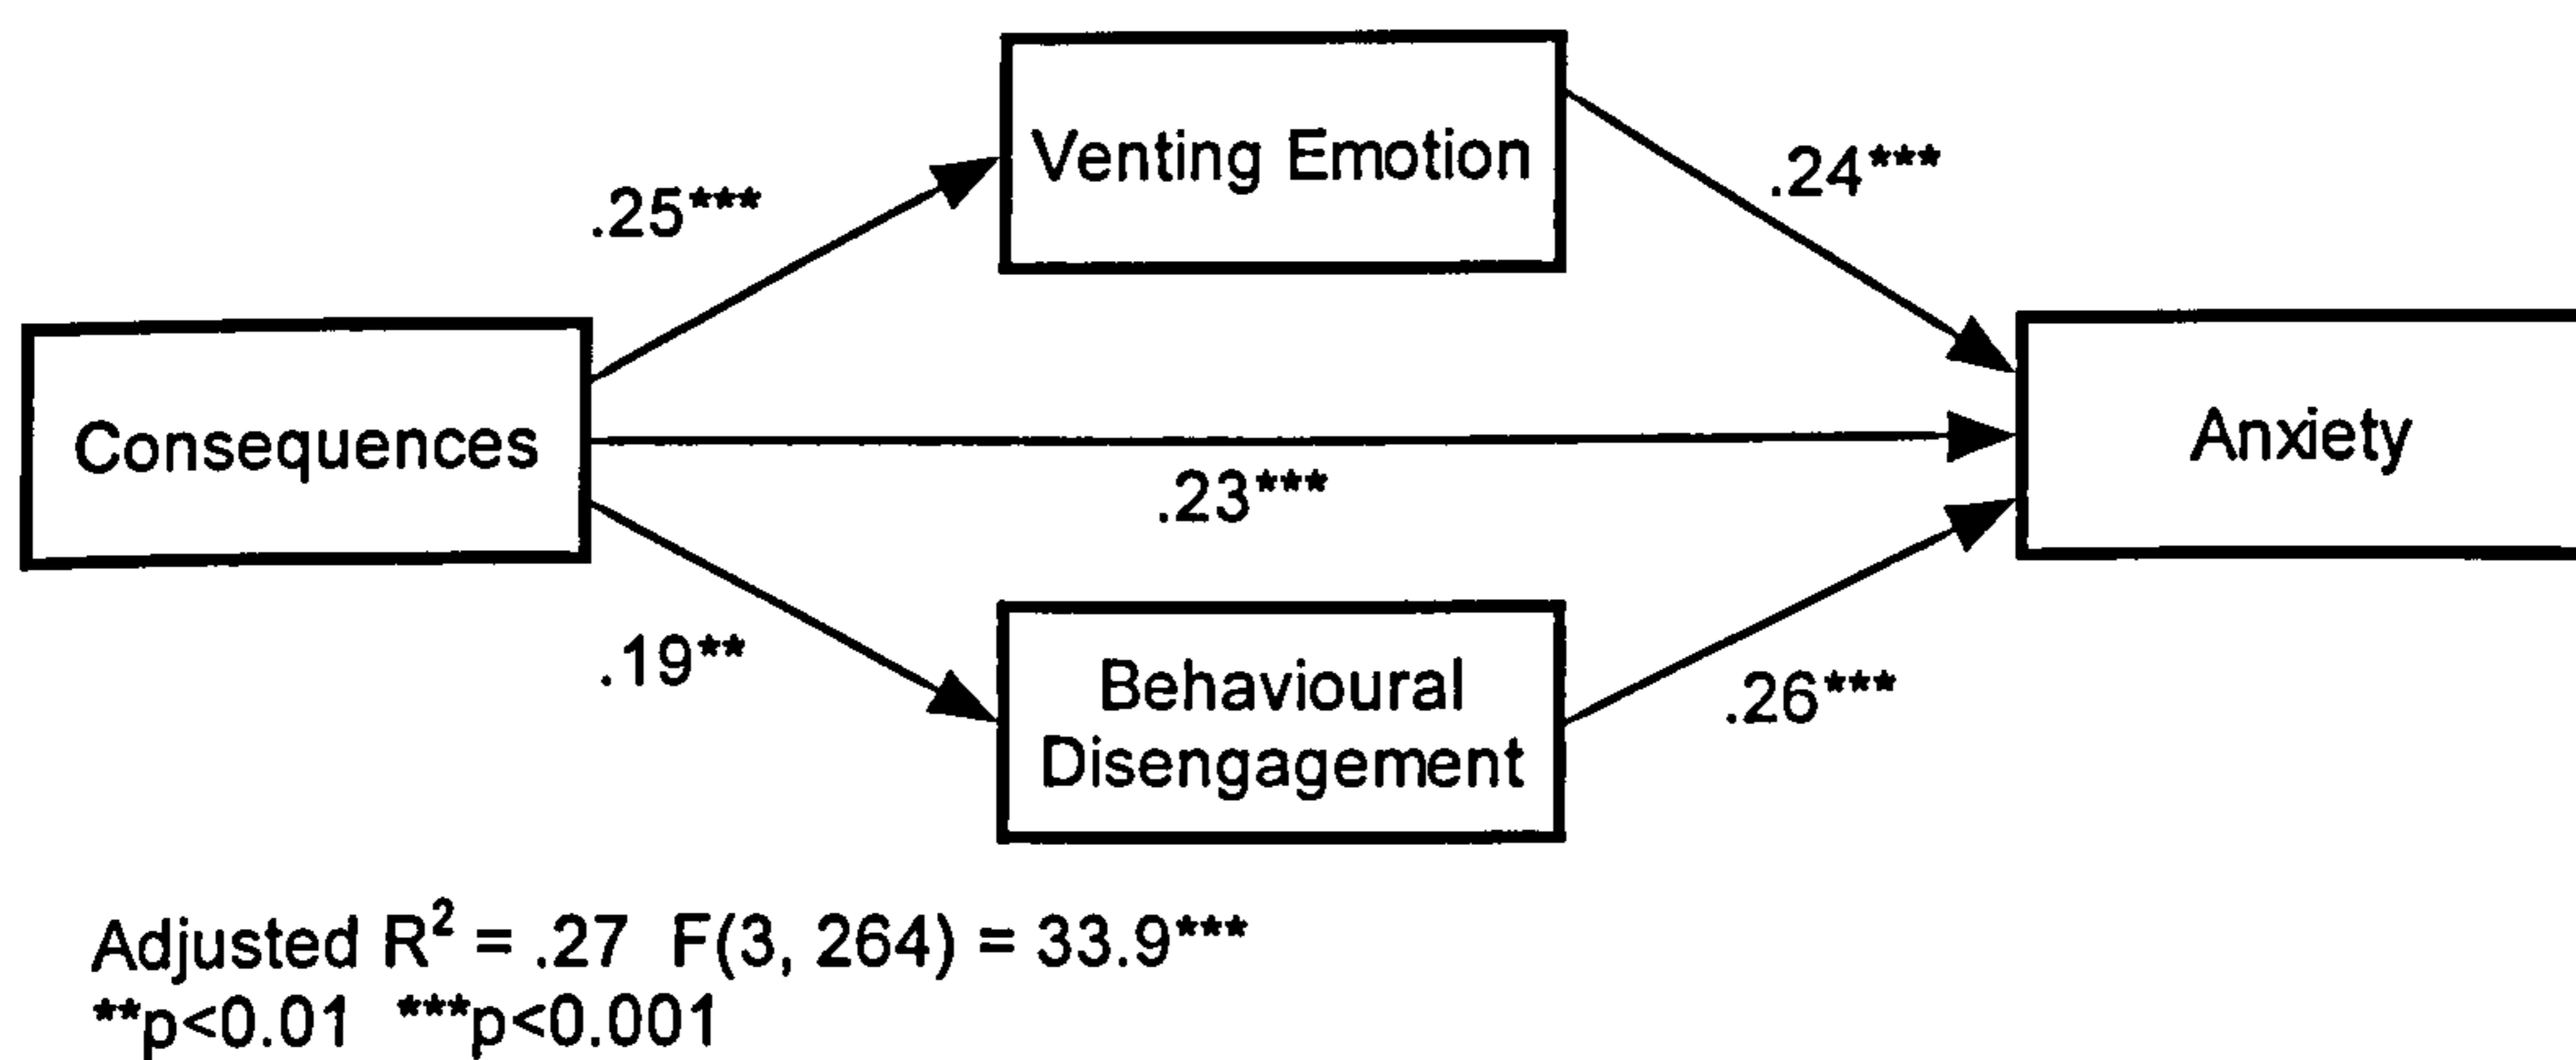 Venting Emotion
.25***
.24***
Consequences
Anxiety
.23***
.19**
Behavioural
Disengagement
.26***
Adjusted R² = .27 F(3, 264) = 33.9***
**p<0.01 ***p<0.001